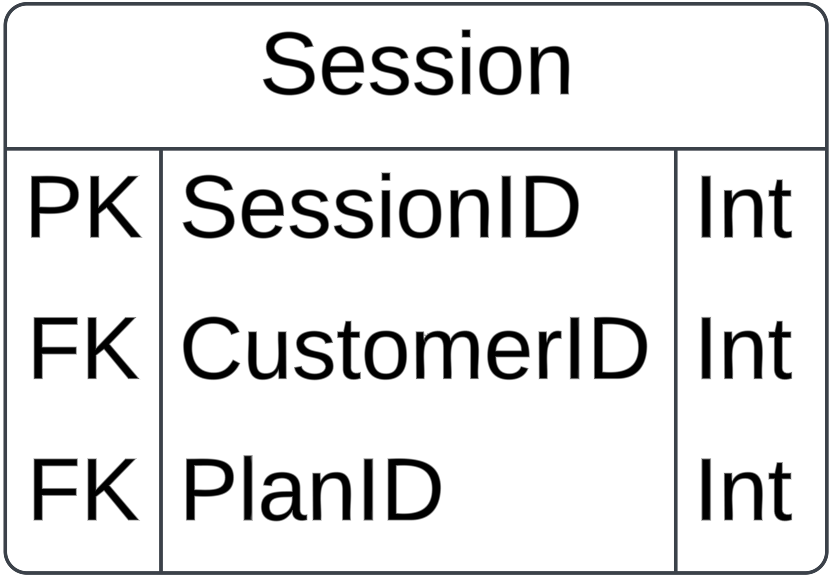 Session
PK SessionID Int
FK CustomerID Int
FK PlanID Int